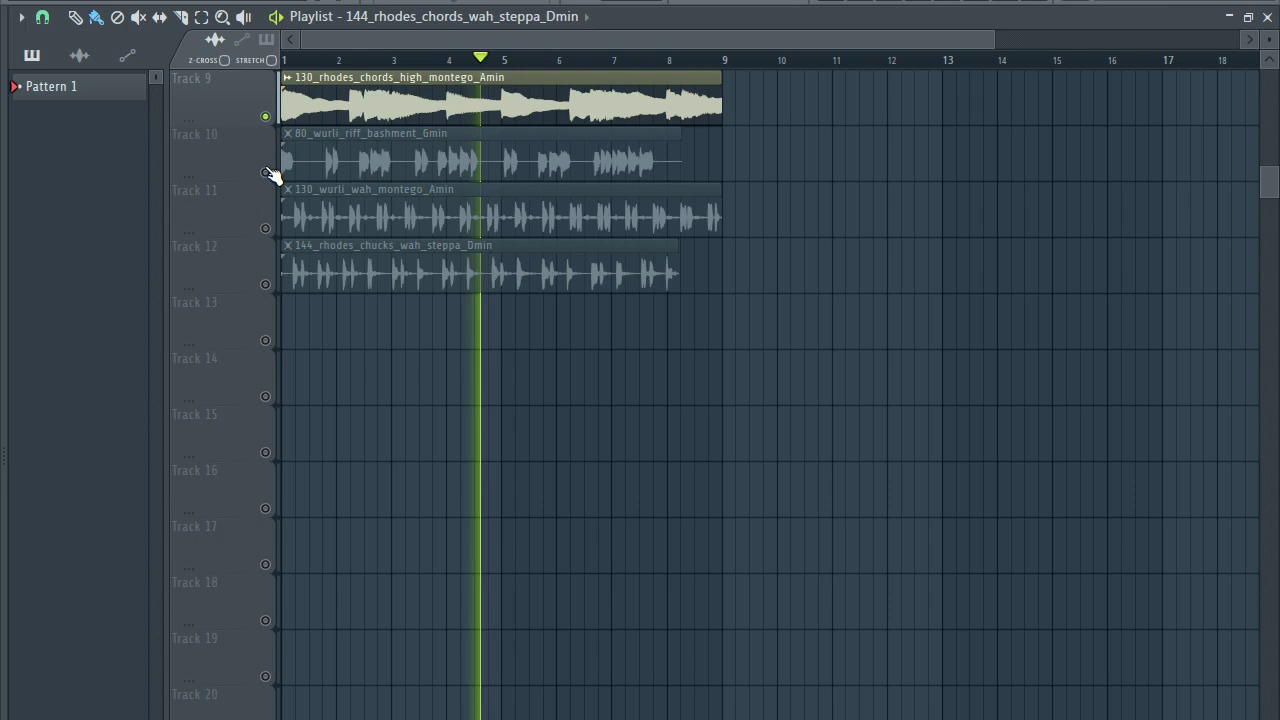 Playlist - 144_rhodes_chords_wah_steppa_Dmin
Z-CROSS STRETCH
1 2 3 4 5 6 7 8 9 10 11 12 13 14 15 16 17 18
Pattern 1
Track 9
130_rhodes_chords_high_montego_Amin
Track 10
80_wurli_riff_bashment_Gmin
Track 11
130_wurli_wah_montego_Amin
Track 12
144_rhodes_chucks_wah_steppa_Dmin
Track 13
Track 14
Track 15
Track 16
Track 17
Track 18
Track 19
Track 20